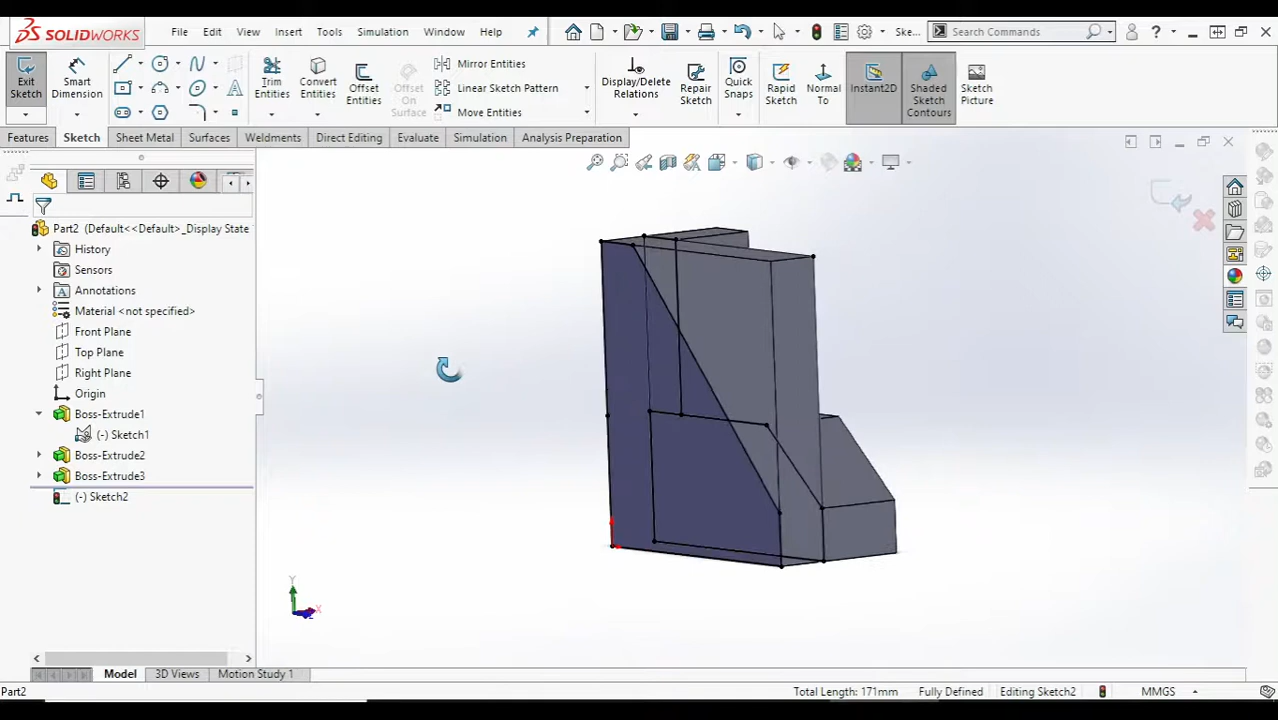 SOLIDWORKS File Edit View Insert Tools Simulation Window Help Ske... Search Commands ?
Exit Sketch Smart Dimension Trim Entities Convert Entities Offset Entities Offset On Surface Mirror Entities Linear Sketch Pattern Move Entities Display/Delete Relations Repair Sketch Quick Snaps Rapid Sketch Normal To Instant2D Shaded Sketch Contours Sketch Picture
Features Sketch Sheet Metal Surfaces Weldments Direct Editing Evaluate Simulation Analysis Preparation
Part2 (Default<<Default>_Display State
History
Sensors
Annotations
Material <not specified>
Front Plane
Top Plane
Right Plane
Origin
Boss-Extrude1
(-) Sketch1
Boss-Extrude2
Boss-Extrude3
(-) Sketch2
Y
X
Z
Model 3D Views Motion Study 1
Part2 Total Length: 171mm Fully Defined Editing Sketch2 MMGS